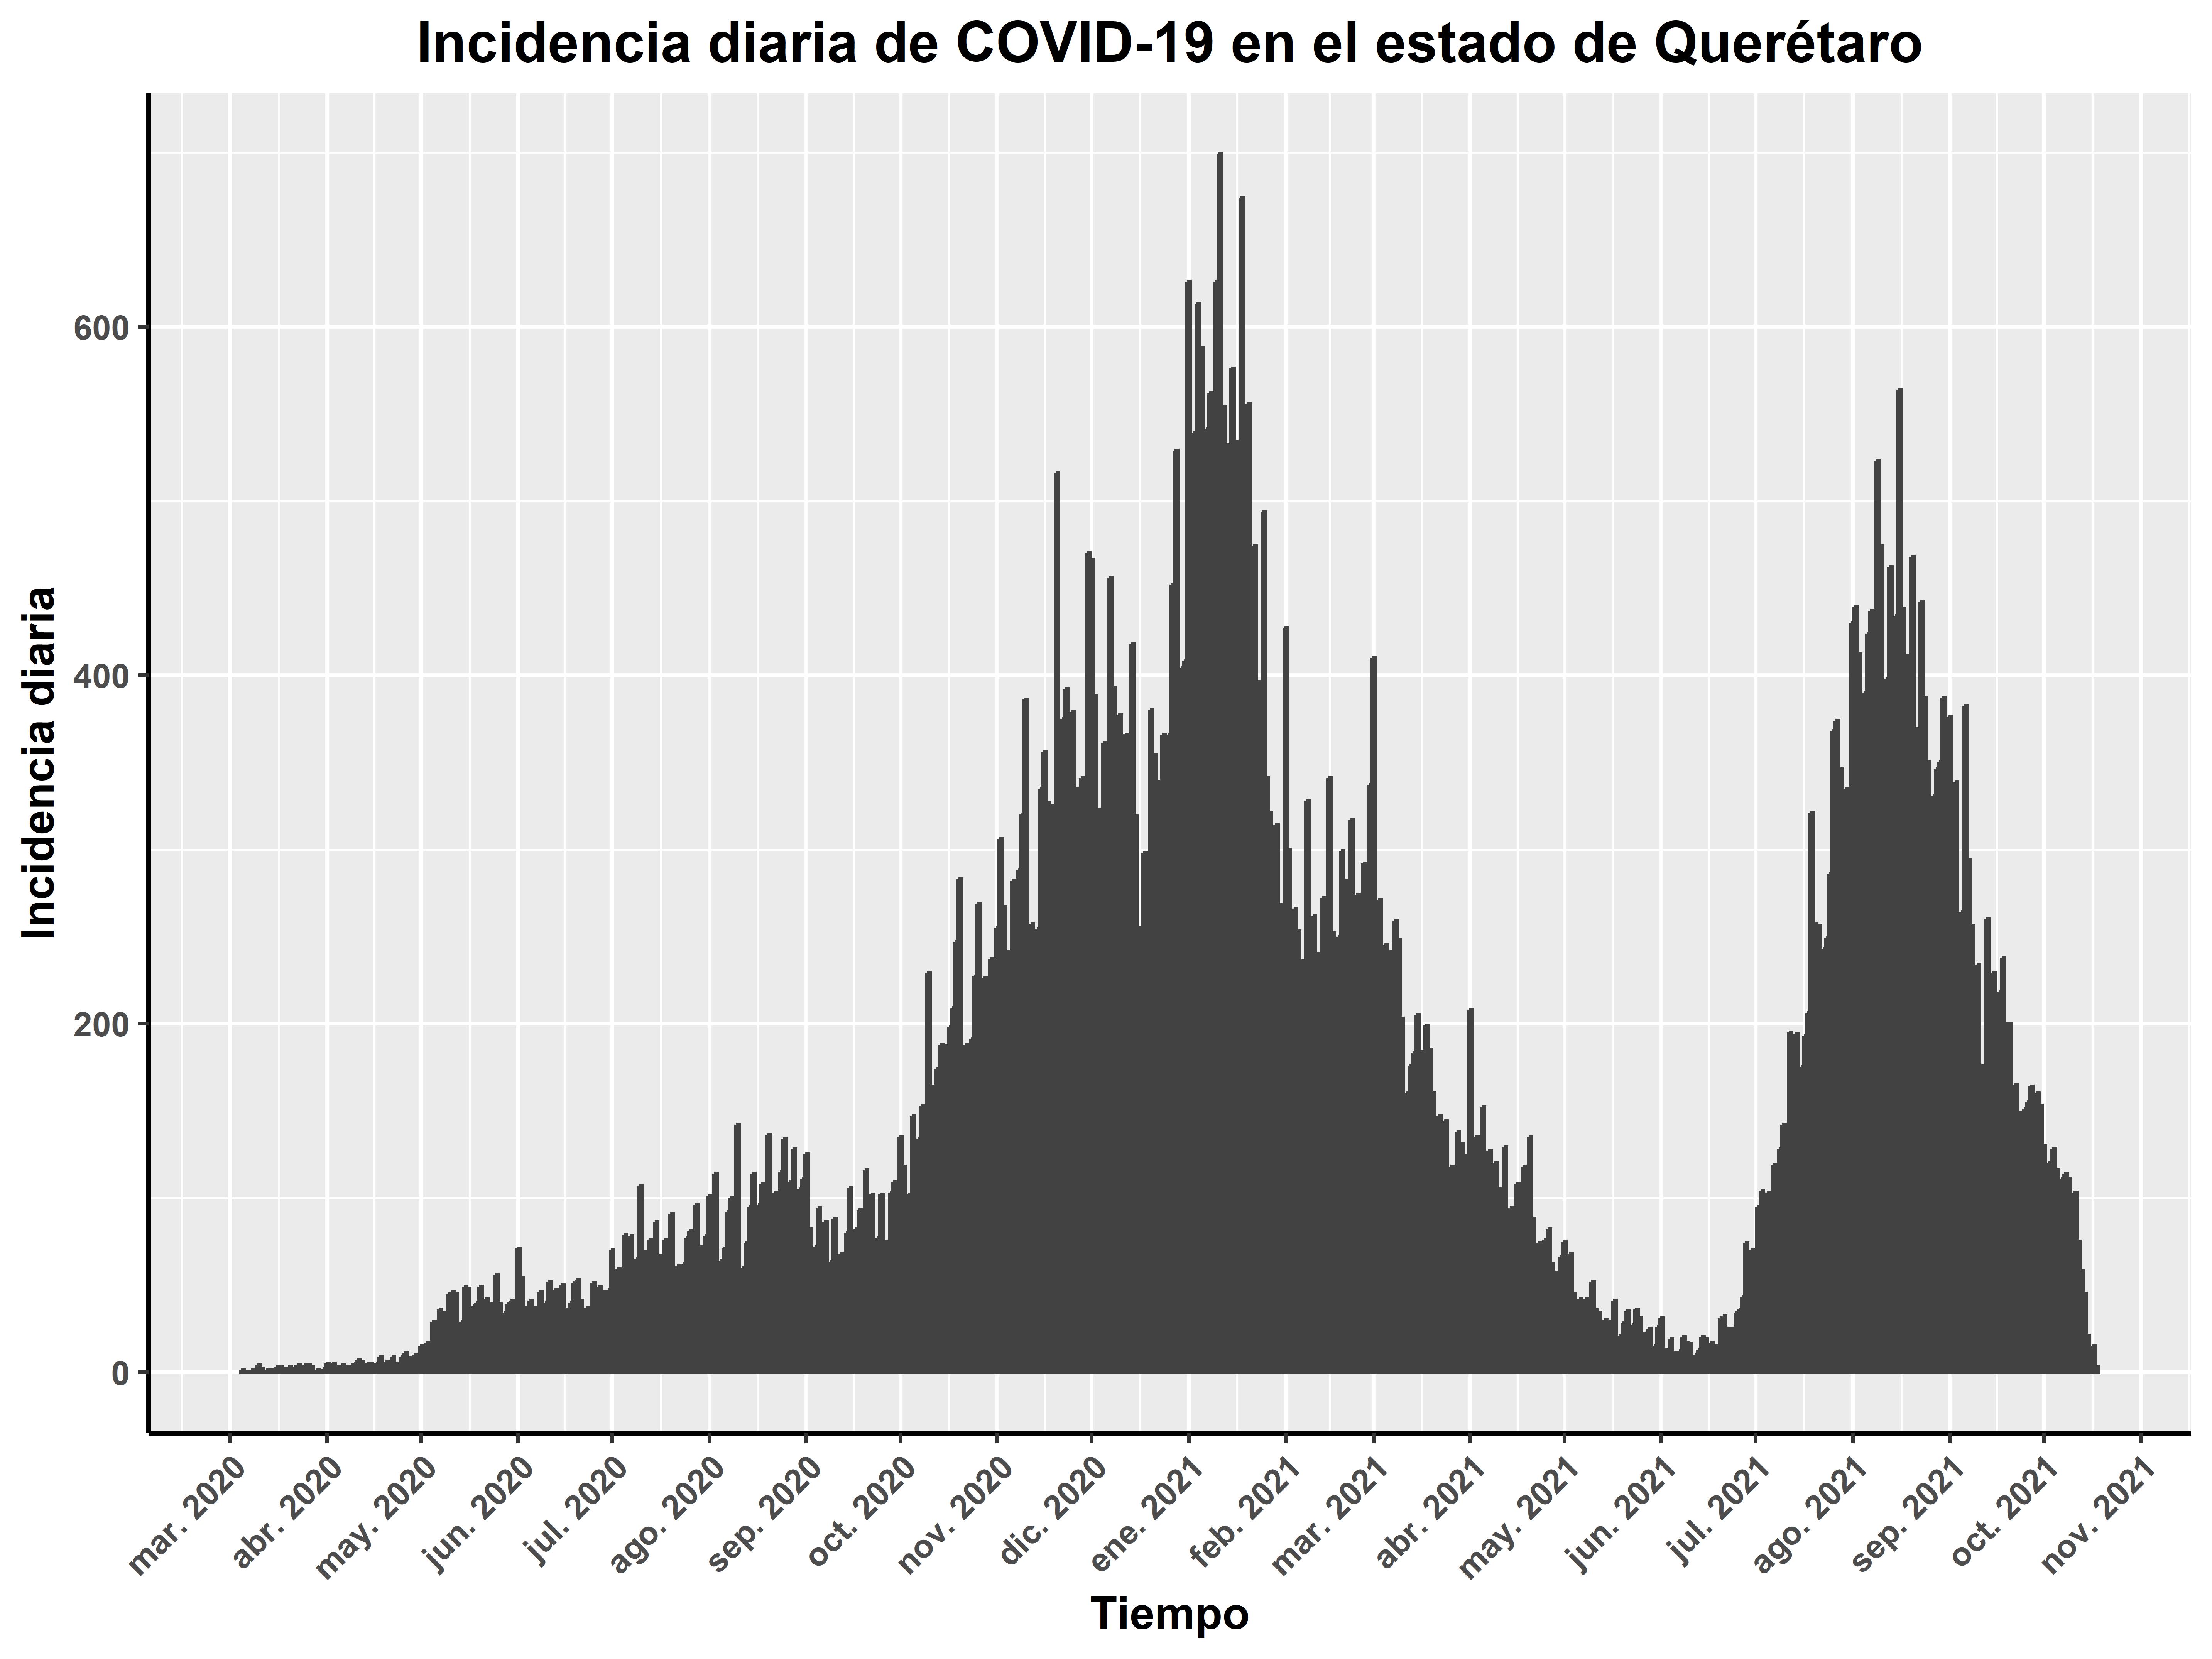 Incidencia diaria de COVID-19 en el estado de Querétaro
Incidencia diaria
600
400
200
0
mar. 2020
abr. 2020
may. 2020
jun. 2020
jul. 2020
ago. 2020
sep. 2020
oct. 2020
nov. 2020
dic. 2020
ene. 2021
feb. 2021
mar. 2021
abr. 2021
may. 2021
jun. 2021
jul. 2021
ago. 2021
sep. 2021
oct. 2021
nov. 2021
Tiempo